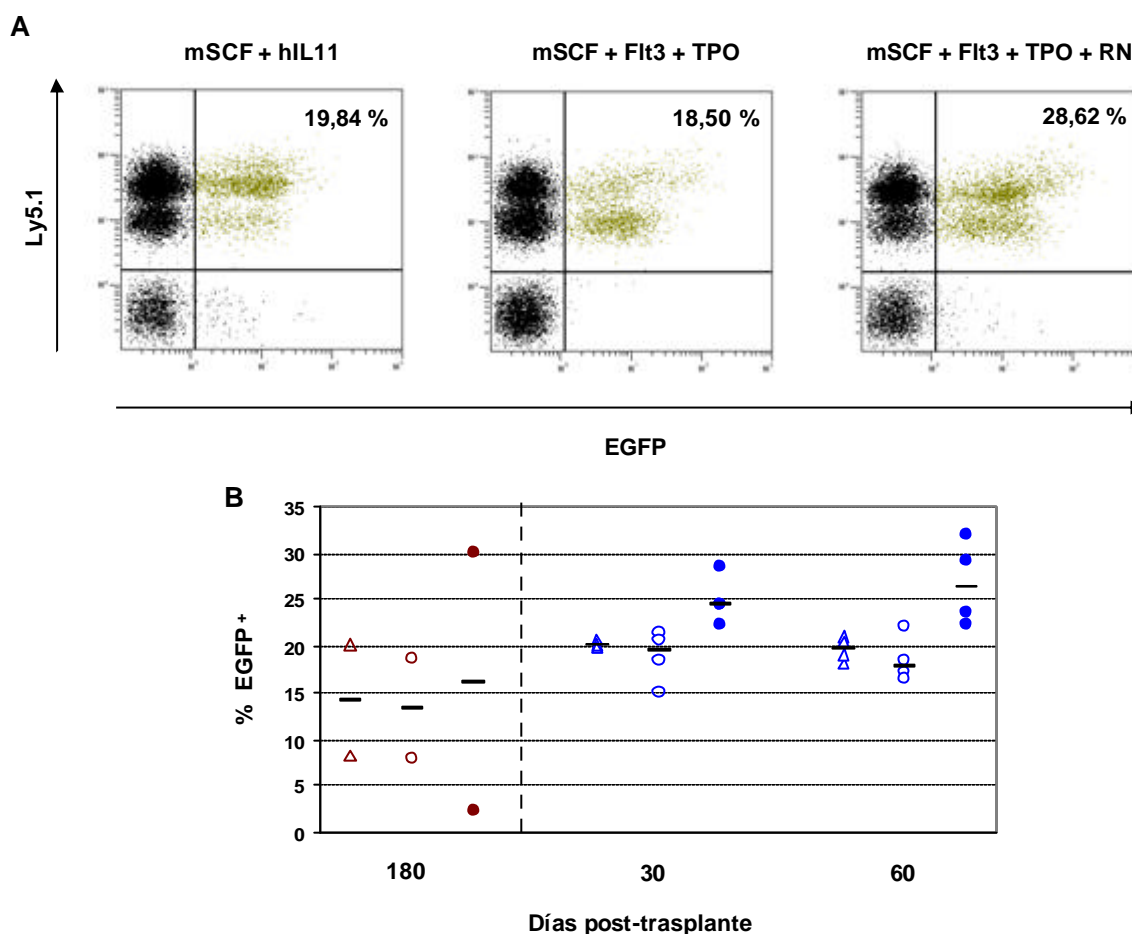 A
mSCF + hIL11
mSCF + Flt3 + TPO
mSCF + Flt3 + TPO + RN
19,84 %
18,50 %
28,62 %
Ly5.1
EGFP
B
% EGFP +
35
30
25
20
15
10
5
0
180
30
60
Días post-trasplante